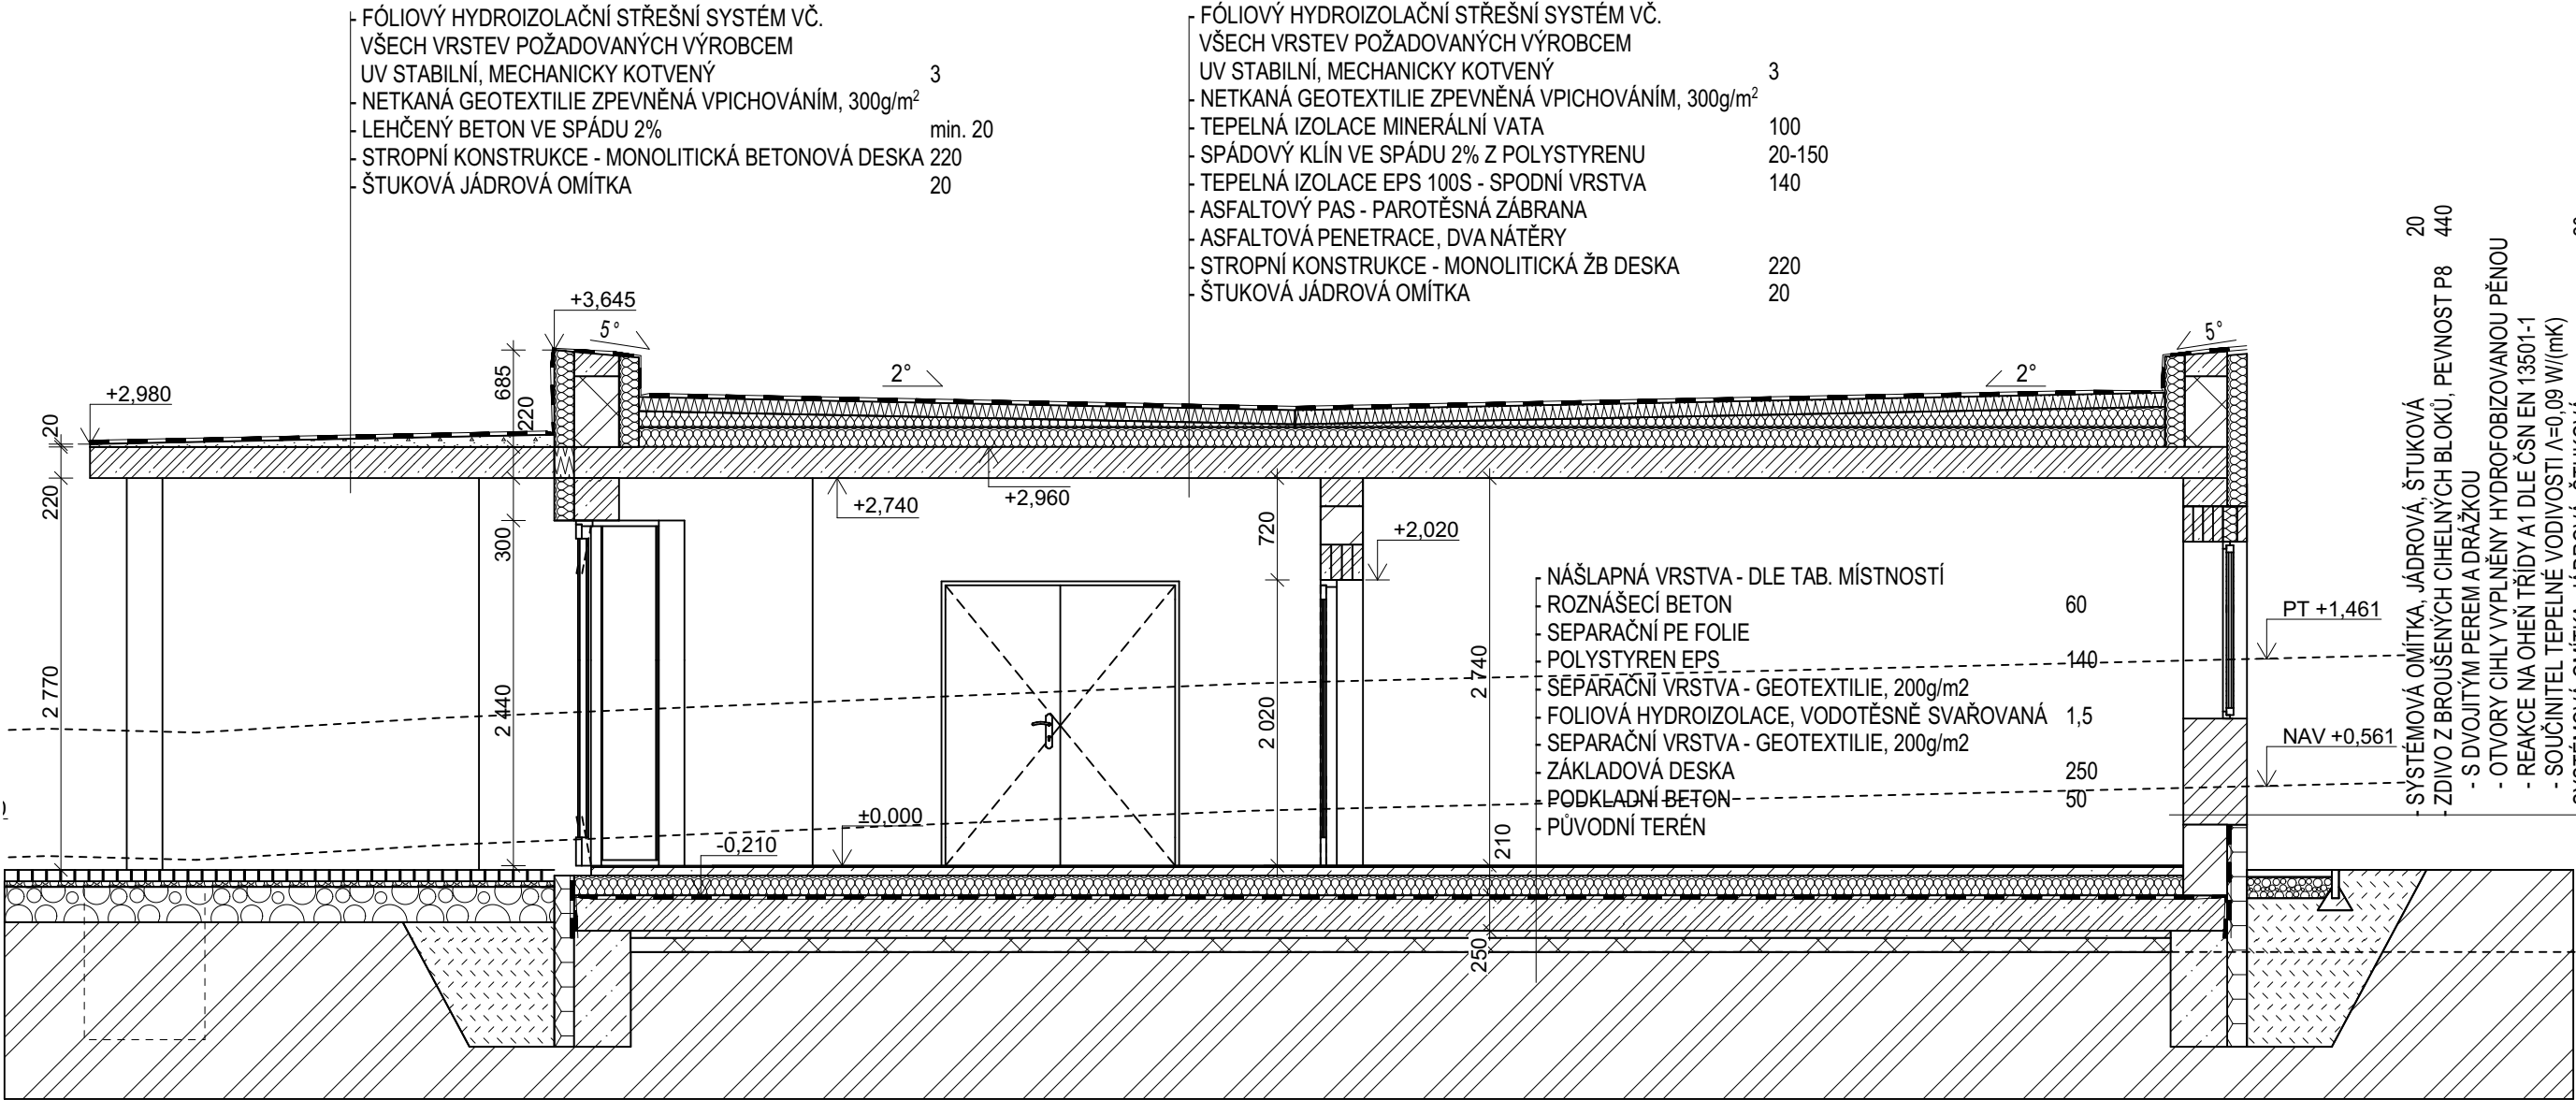 - FÓLIOVÝ HYDROIZOLAČNÍ STŘEŠNÍ SYSTÉM VČ.
VŠECH VRSTEV POŽADOVANÝCH VÝROBCEM
UV STABILNÍ, MECHANICKY KOTVENÝ 3
- NETKANÁ GEOTEXTILIE ZPEVNĚNÁ VPICHOVÁNÍM, 300g/m²
- LEHČENÝ BETON VE SPÁDU 2% min. 20
- STROPNÍ KONSTRUKCE - MONOLITICKÁ BETONOVÁ DESKA 220
- ŠTUKOVÁ JÁDROVÁ OMÍTKA 20
- FÓLIOVÝ HYDROIZOLAČNÍ STŘEŠNÍ SYSTÉM VČ.
VŠECH VRSTEV POŽADOVANÝCH VÝROBCEM
UV STABILNÍ, MECHANICKY KOTVENÝ 3
- NETKANÁ GEOTEXTILIE ZPEVNĚNÁ VPICHOVÁNÍM, 300g/m²
- TEPELNÁ IZOLACE MINERÁLNÍ VATA 100
- SPÁDOVÝ KLÍN VE SPÁDU 2% Z POLYSTYRENU 20-150
- TEPELNÁ IZOLACE EPS 100S - SPODNÍ VRSTVA 140
- ASFALTOVÝ PAS - PAROTĚSNÁ ZÁBRANA
- ASFALTOVÁ PENETRACE, DVA NÁTĚRY
- STROPNÍ KONSTRUKCE - MONOLITICKÁ ŽB DESKA 220
- ŠTUKOVÁ JÁDROVÁ OMÍTKA 20
+3,645
5°
5°
2°
2°
+2,980
685
220
20
220
2 770
300
2 440
+2,740
+2,960
720
2 020
+2,020
2 740
210
250
-0,210
±0,000
- NÁŠLAPNÁ VRSTVA - DLE TAB. MÍSTNOSTÍ
- ROZNÁŠECÍ BETON 60
- SEPARAČNÍ PE FOLIE
- POLYSTYREN EPS 140
- SEPARAČNÍ VRSTVA - GEOTEXTILIE, 200g/m2
- FOLIOVÁ HYDROIZOLACE, VODOTĚSNĚ SVAŘOVANÁ 1,5
- SEPARAČNÍ VRSTVA - GEOTEXTILIE, 200g/m2
- ZÁKLADOVÁ DESKA 250
- PODKLADNÍ BETON 50
- PŮVODNÍ TERÉN
PT +1,461
NAV +0,561
- SYSTÉMOVÁ OMÍTKA, JÁDROVÁ, ŠTUKOVÁ 20
- ZDIVO Z BROUŠENÝCH CIHELNÝCH BLOKŮ, PEVNOST P8 440
- S DVOJITÝM PEREM A DRÁŽKOU
- OTVORY CIHLY VYPLNĚNY HYDROFOBIZOVANOU PĚNOU
- REAKCE NA OHEŇ TŘÍDY A1 DLE ČSN EN 13501-1
- SOUČINITEL TEPELNÉ VODIVOSTI Λ=0,09 W/(mK)